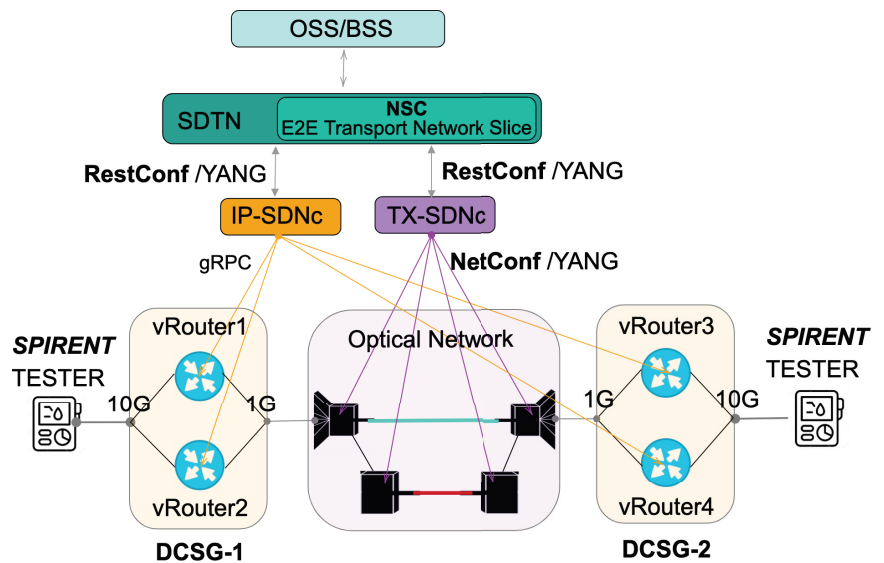 OSS/BSS
SDTN
NSC
E2E Transport Network Slice
RestConf /YANG
RestConf /YANG
IP-SDNc
TX-SDNc
gRPC
NetConf /YANG
vRouter1
Optical Network
vRouter3
SPIRENT
TESTER
SPIRENT
TESTER
10G
1G
1G
10G
vRouter2
vRouter4
DCSG-1
DCSG-2